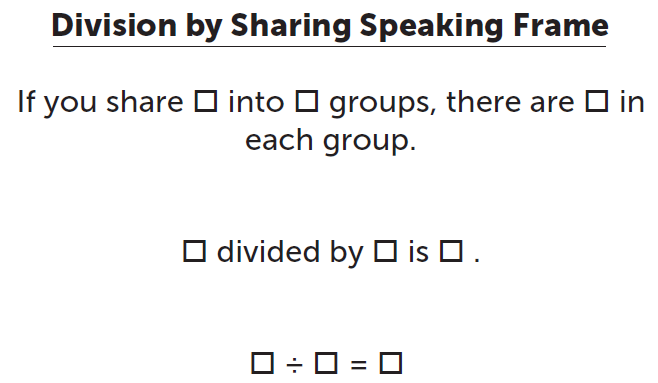 Division by Sharing Speaking Frame
If you share □ into □ groups, there are □ in
each group.
□ divided by □ is □ .
□ ÷ □ = □